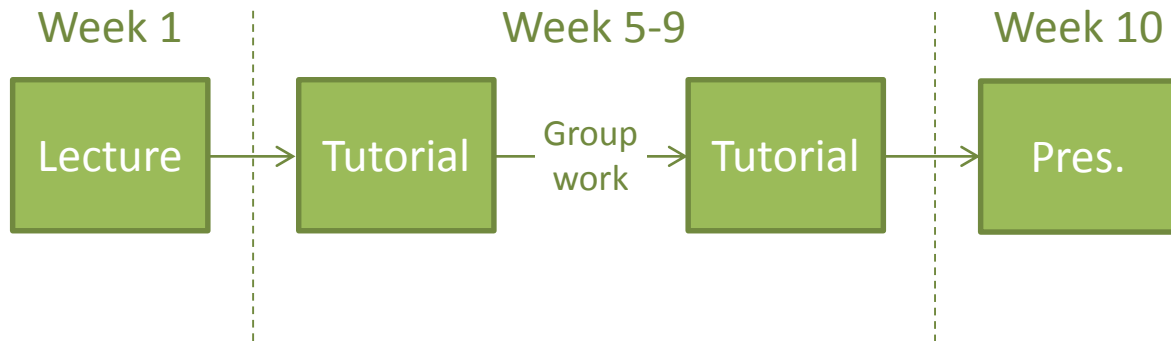 Week 1
Week 5-9
Week 10
Lecture
Tutorial
Group
work
Tutorial
Pres.